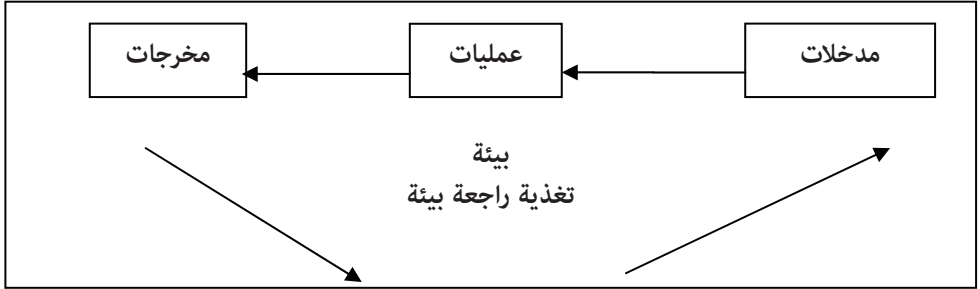 مدخلات
عمليات
مخرجات
بيئة
تغذية راجعة بيئة